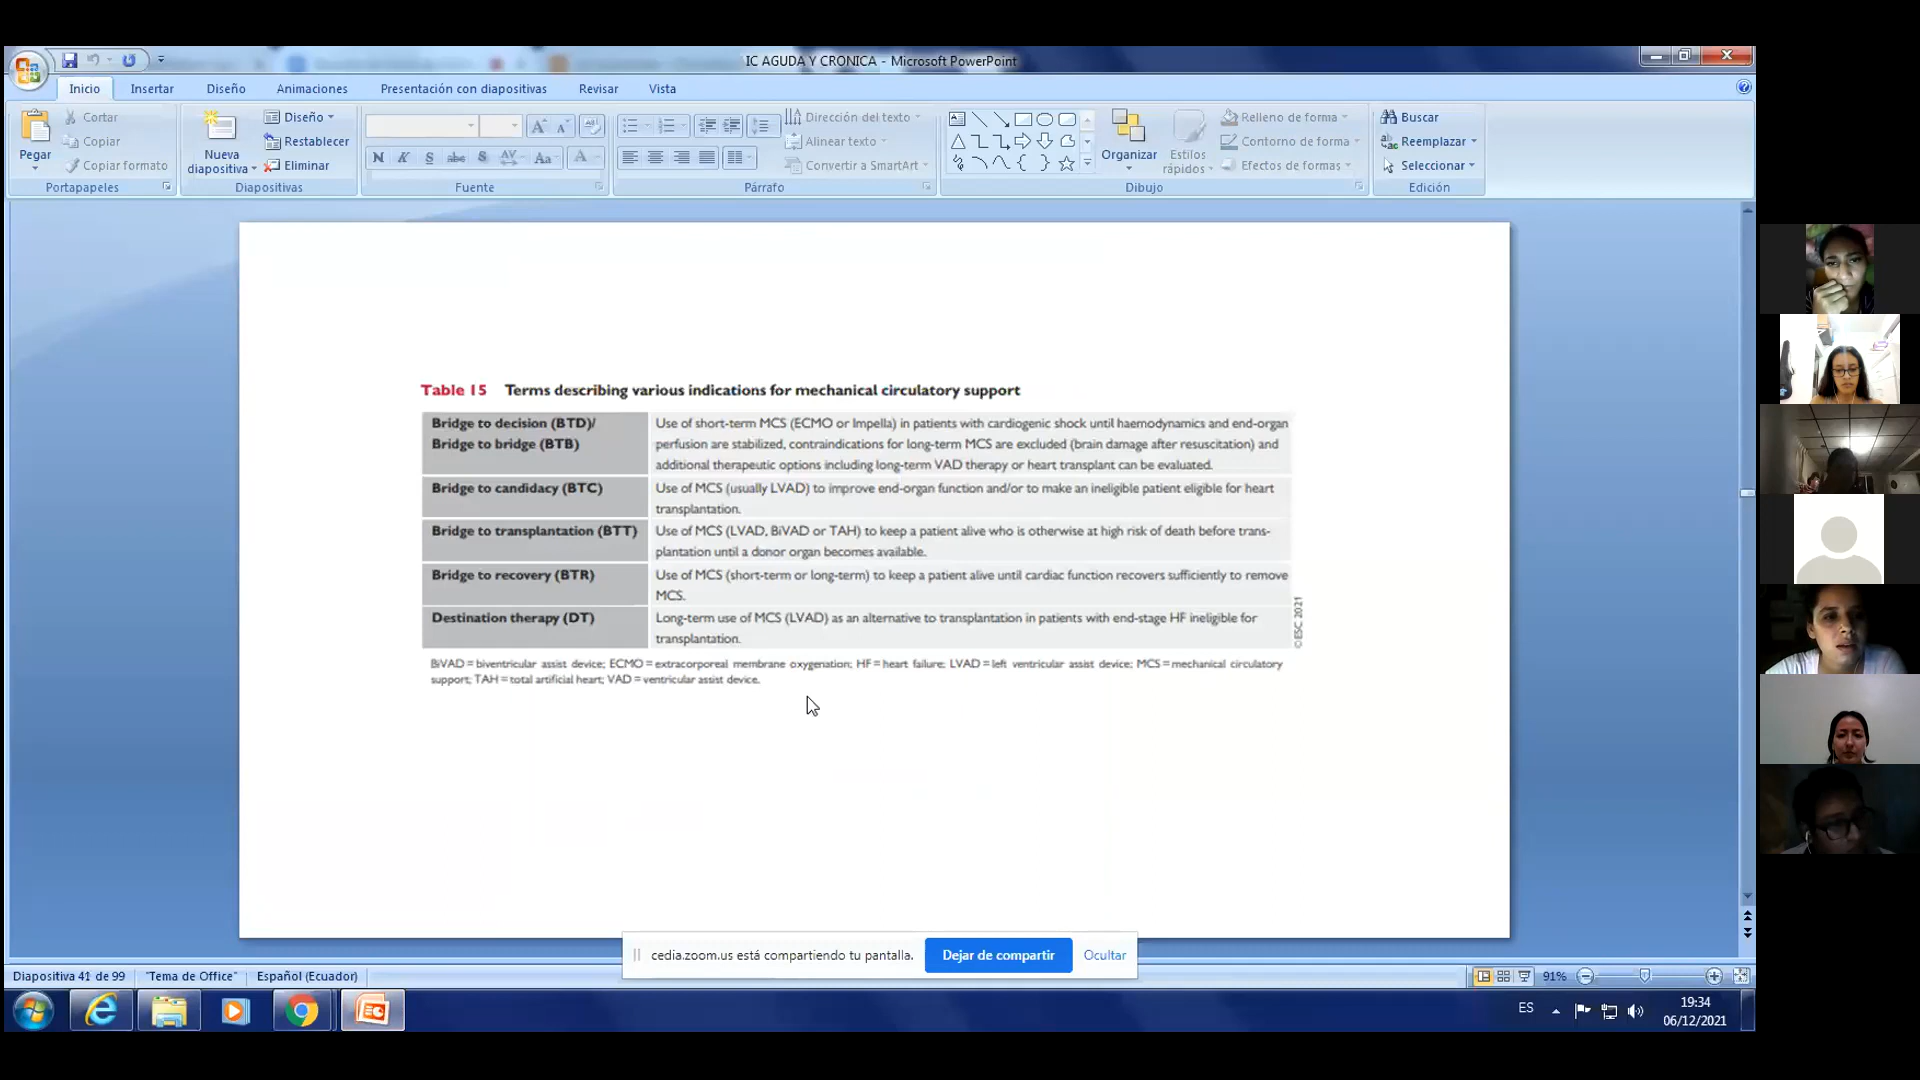 IC AGUDA Y CRONICA - Microsoft PowerPoint
Inicio Insertar Diseño Animaciones Presentación con diapositivas Revisar Vista
Pegar
Cortar
Copiar
Copiar formato
Portapapeles
Nueva
diapositiva
Diseño
Restablecer
Eliminar
Diapositivas
N K S abc S AV Aa A
Fuente
Dirección del texto
Alinear texto
Convertir a SmartArt
Párrafo
Organizar
Estilos
rápidos
Relleno de forma
Contorno de forma
Efectos de formas
Dibujo
Buscar
Reemplazar
Seleccionar
Edición
Table 15 Terms describing various indications for mechanical circulatory support
Bridge to decision (BTD)/
Bridge to bridge (BTB)
Use of short-term MCS (ECMO or Impella) in patients with cardiogenic shock until haemodynamics and end-organ
perfusion are stabilized, contraindications for long-term MCS are excluded (brain damage after resuscitation) and
additional therapeutic options including long-term VAD therapy or heart transplant can be evaluated.
Bridge to candidacy (BTC)
Use of MCS (usually LVAD) to improve end-organ function and/or to make an ineligible patient eligible for heart
transplantation.
Bridge to transplantation (BTT)
Use of MCS (LVAD, BiVAD or TAH) to keep a patient alive who is otherwise at high risk of death before trans-
plantation until a donor organ becomes available.
Bridge to recovery (BTR)
Use of MCS (short-term or long-term) to keep a patient alive until cardiac function recovers sufficiently to remove
MCS.
Destination therapy (DT)
Long-term use of MCS (LVAD) as an alternative to transplantation in patients with end-stage HF ineligible for
transplantation.
©ESC 2021
BiVAD = biventricular assist device; ECMO = extracorporeal membrane oxygenation; HF = heart failure; LVAD = left ventricular assist device; MCS = mechanical circulatory
support; TAH = total artificial heart; VAD = ventricular assist device.
cedia.zoom.us está compartiendo tu pantalla. Dejar de compartir Ocultar
Diapositiva 41 de 99 "Tema de Office" Español (Ecuador) 91%
ES
19:34
06/12/2021